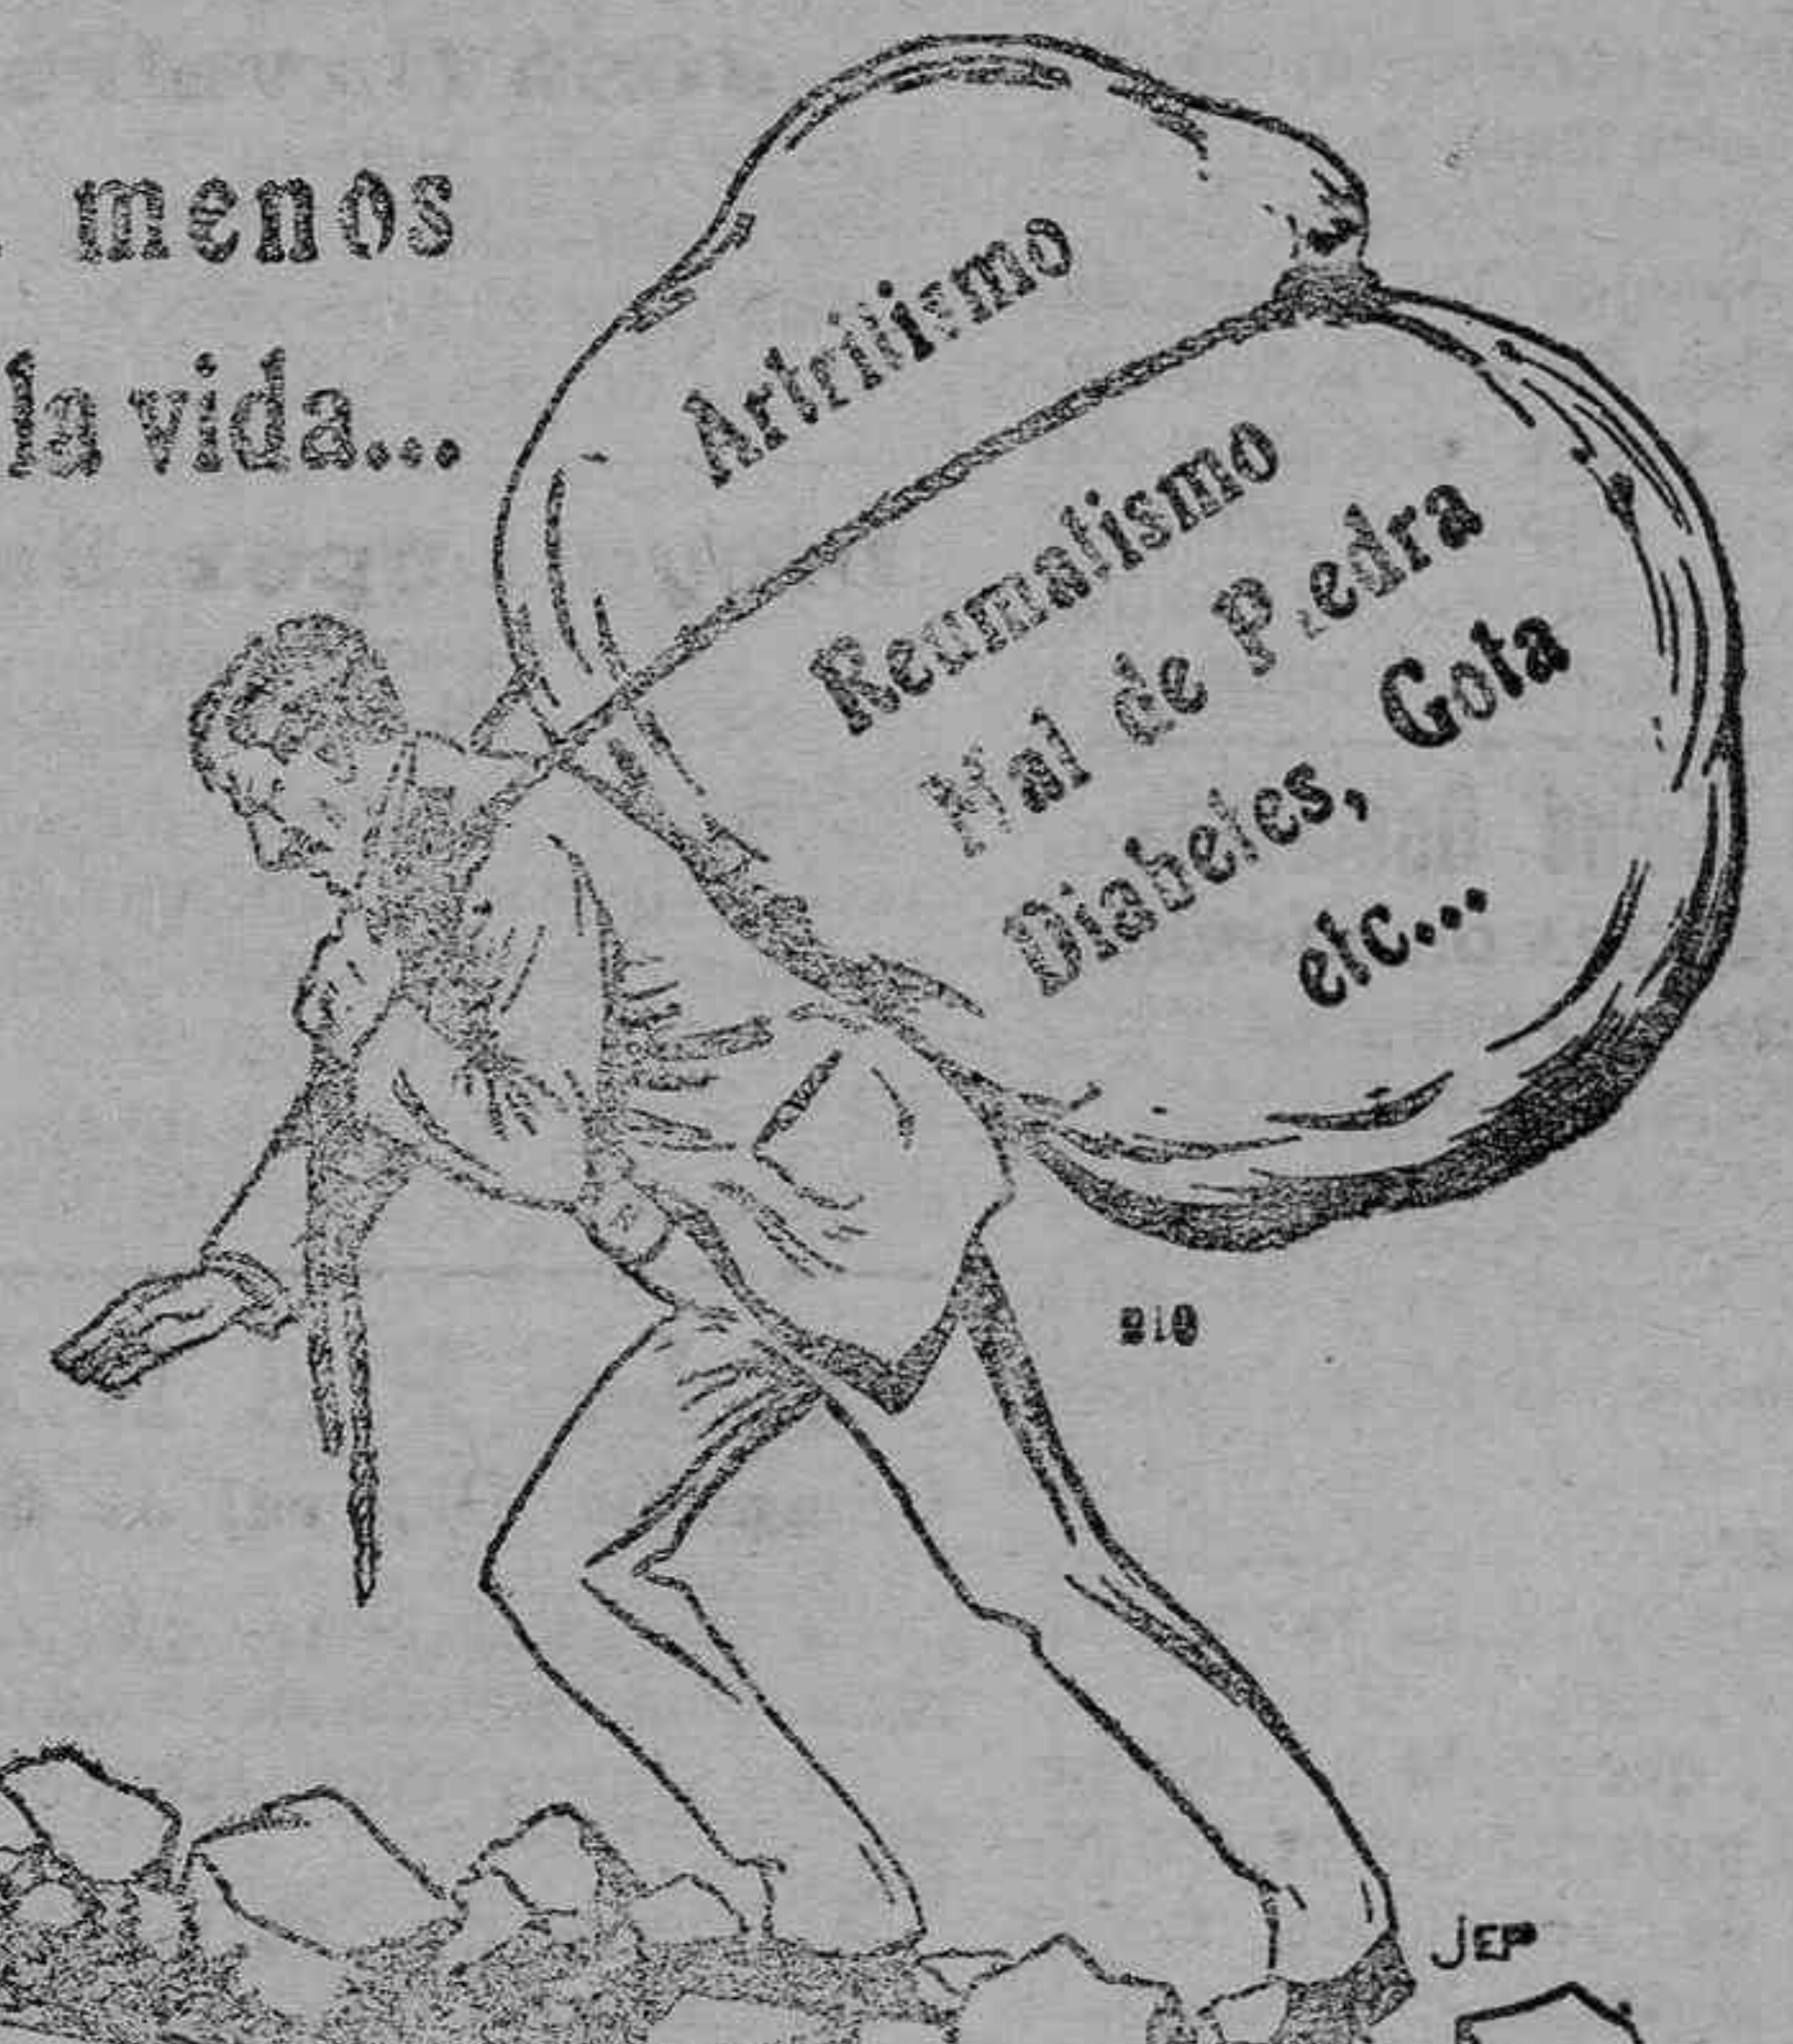 menos
la vida...
Artritismo
Reumatismo
Mal de Piedra
Diabetes, Gota
etc...
210
JEP